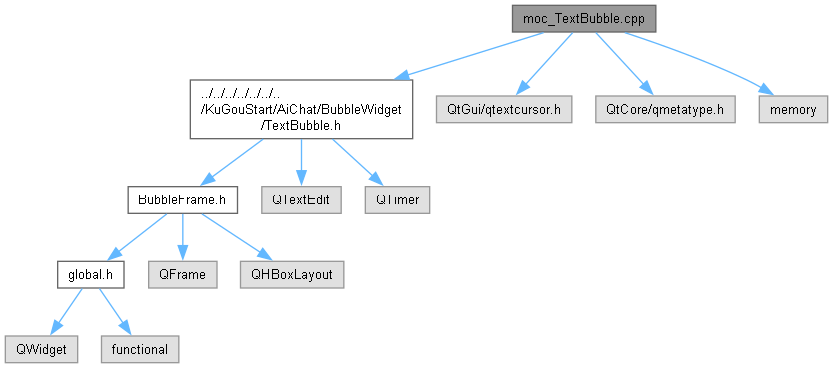 moc_TextBubble.cpp
../../../../../../..
/KuGouStart/AiChat/BubbleWidget
/TextBubble.h
QtGui/qtextcursor.h
QtCore/qmetatype.h
memory
BubbleFrame.h
QTextEdit
QTimer
global.h
QFrame
QHBoxLayout
QWidget
functional